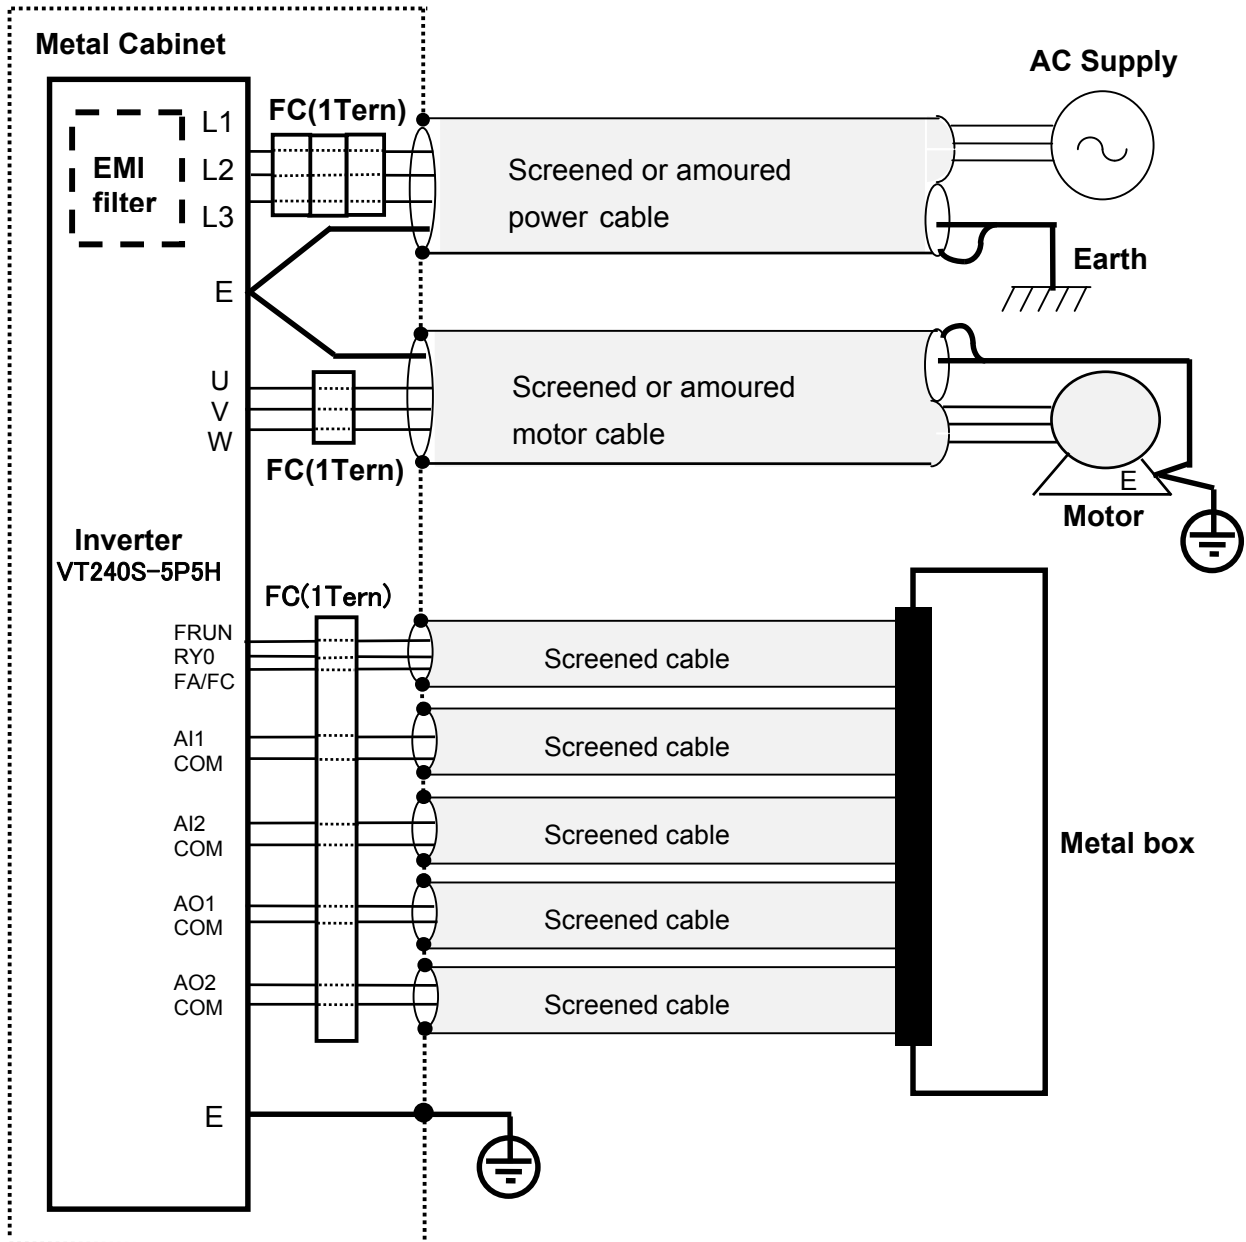 Metal Cabinet
AC Supply
FC(1Tern)
EMI
filter
L1
L2
L3
Screened or amoured
power cable
Earth
E
U
V
W
Screened or amoured
motor cable
FC(1Tern)
E
Motor
Inverter
VT240S-5P5H
FC(1Tern)
FRUN
RY0
FA/FC
Screened cable
AI1
COM
Screened cable
AI2
COM
Screened cable
Metal box
AO1
COM
Screened cable
AO2
COM
Screened cable
E